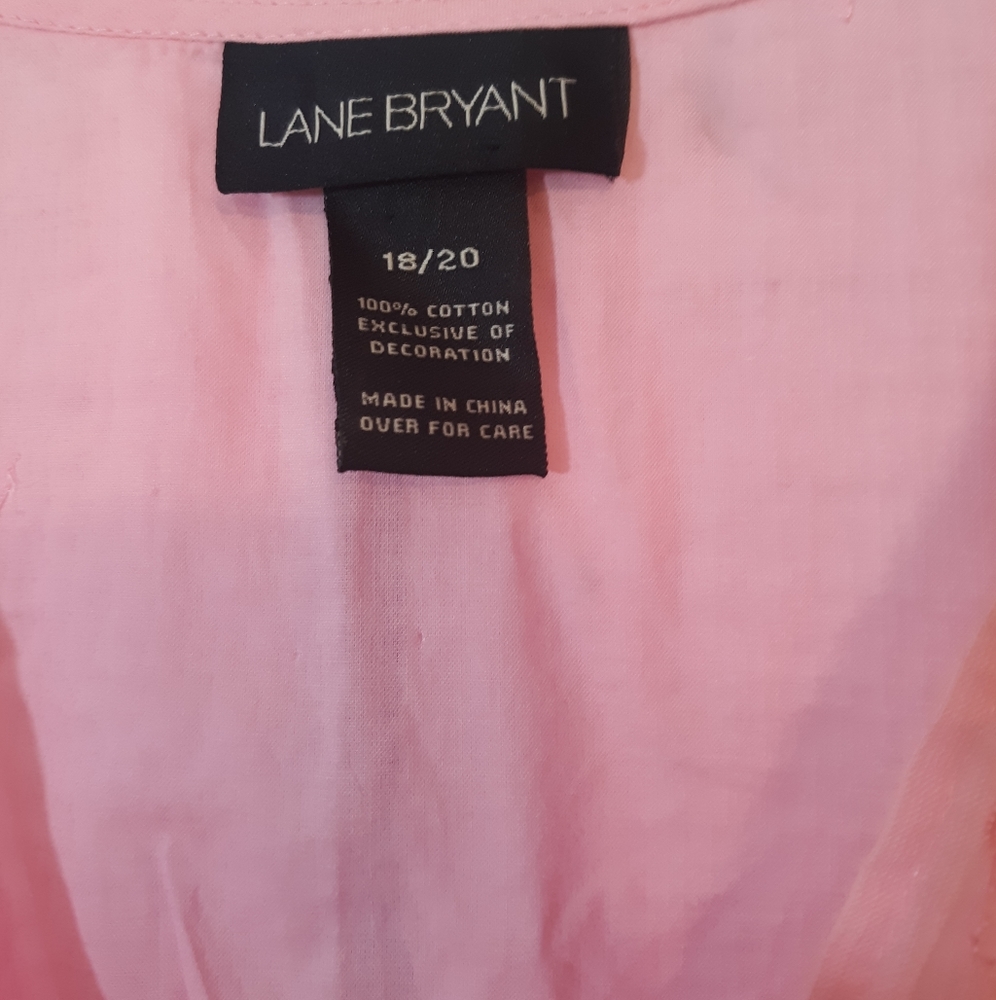 LANE BRYANT
18/20
100% COTTON
EXCLUSIVE OF
DECORATION
MADE IN CHINA
OVER FOR CARE